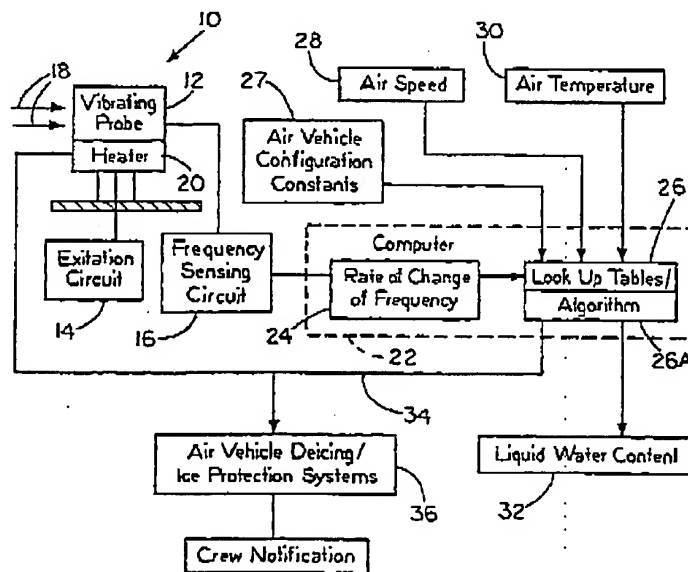 10
18
12
Vibrating
Probe
Heater
20
28
Air Speed
30
Air Temperature
27
Air Vehicle
Configuration
Constants
Exitation
Circuit
14
Frequency
Sensing
Circuit
16
Computer
Rate of Change
of Frequency
24
22
26
Look Up Tables/
Algorithm
26A
34
Air Vehicle Deicing/
Ice Protection Systems
36
Liquid Water Content
32
Crew Notification